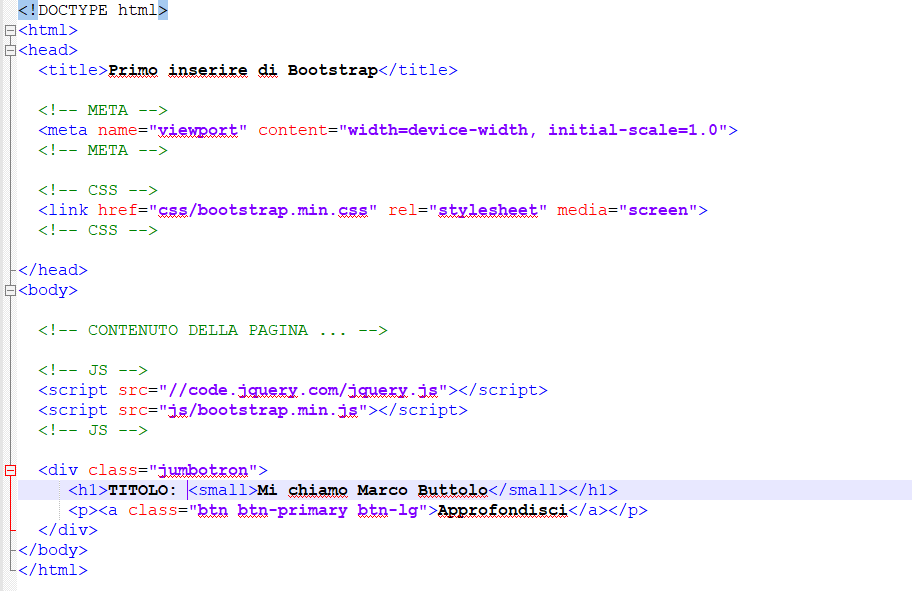 <!DOCTYPE html>
<html>
<head>
<title>Primo inserire di Bootstrap</title>
<!-- META -->
<meta name="viewport" content="width=device-width, initial-scale=1.0">
<!-- META -->
<!-- CSS -->
<link href="css/bootstrap.min.css" rel="stylesheet" media="screen">
<!-- CSS -->
</head>
<body>
<!-- CONTENUTO DELLA PAGINA ... -->
<!-- JS -->
<script src="//code.jquery.com/jquery.js"></script>
<script src="js/bootstrap.min.js"></script>
<!-- JS -->
<div class="jumbotron">
<h1>TITOLO: <small>Mi chiamo Marco Buttolo</small></h1>
<p><a class="btn btn-primary btn-lg">Approfondisci</a></p>
</div>
</body>
</html>